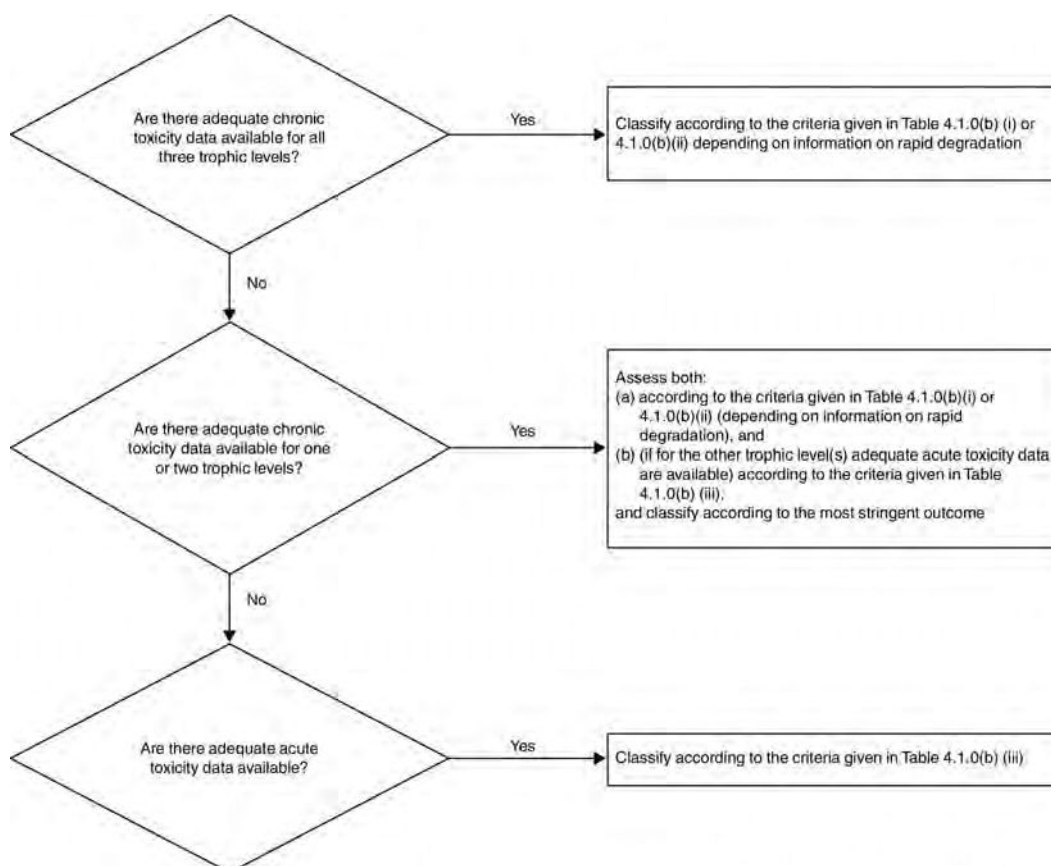 Are there adequate chronic
toxicity data available for all
three trophic levels?
Yes
Classify according to the criteria given in Table 4.1.0(b) (i) or
4.1.0(b)(ii) depending on information on rapid degradation
No
Are there adequate chronic
toxicity data available for one
or two trophic levels?
Yes
Assess both:
(a) according to the criteria given in Table 4.1.0(b)(i) or
4.1.0(b)(ii) (depending on information on rapid
degradation), and
(b) (if for the other trophic level(s) adequate acute toxicity data
are available) according to the criteria given in Table
4.1.0(b) (iii),
and classify according to the most stringent outcome
No
Are there adequate acute
toxicity data available?
Yes
Classify according to the criteria given in Table 4.1.0(b) (iii)